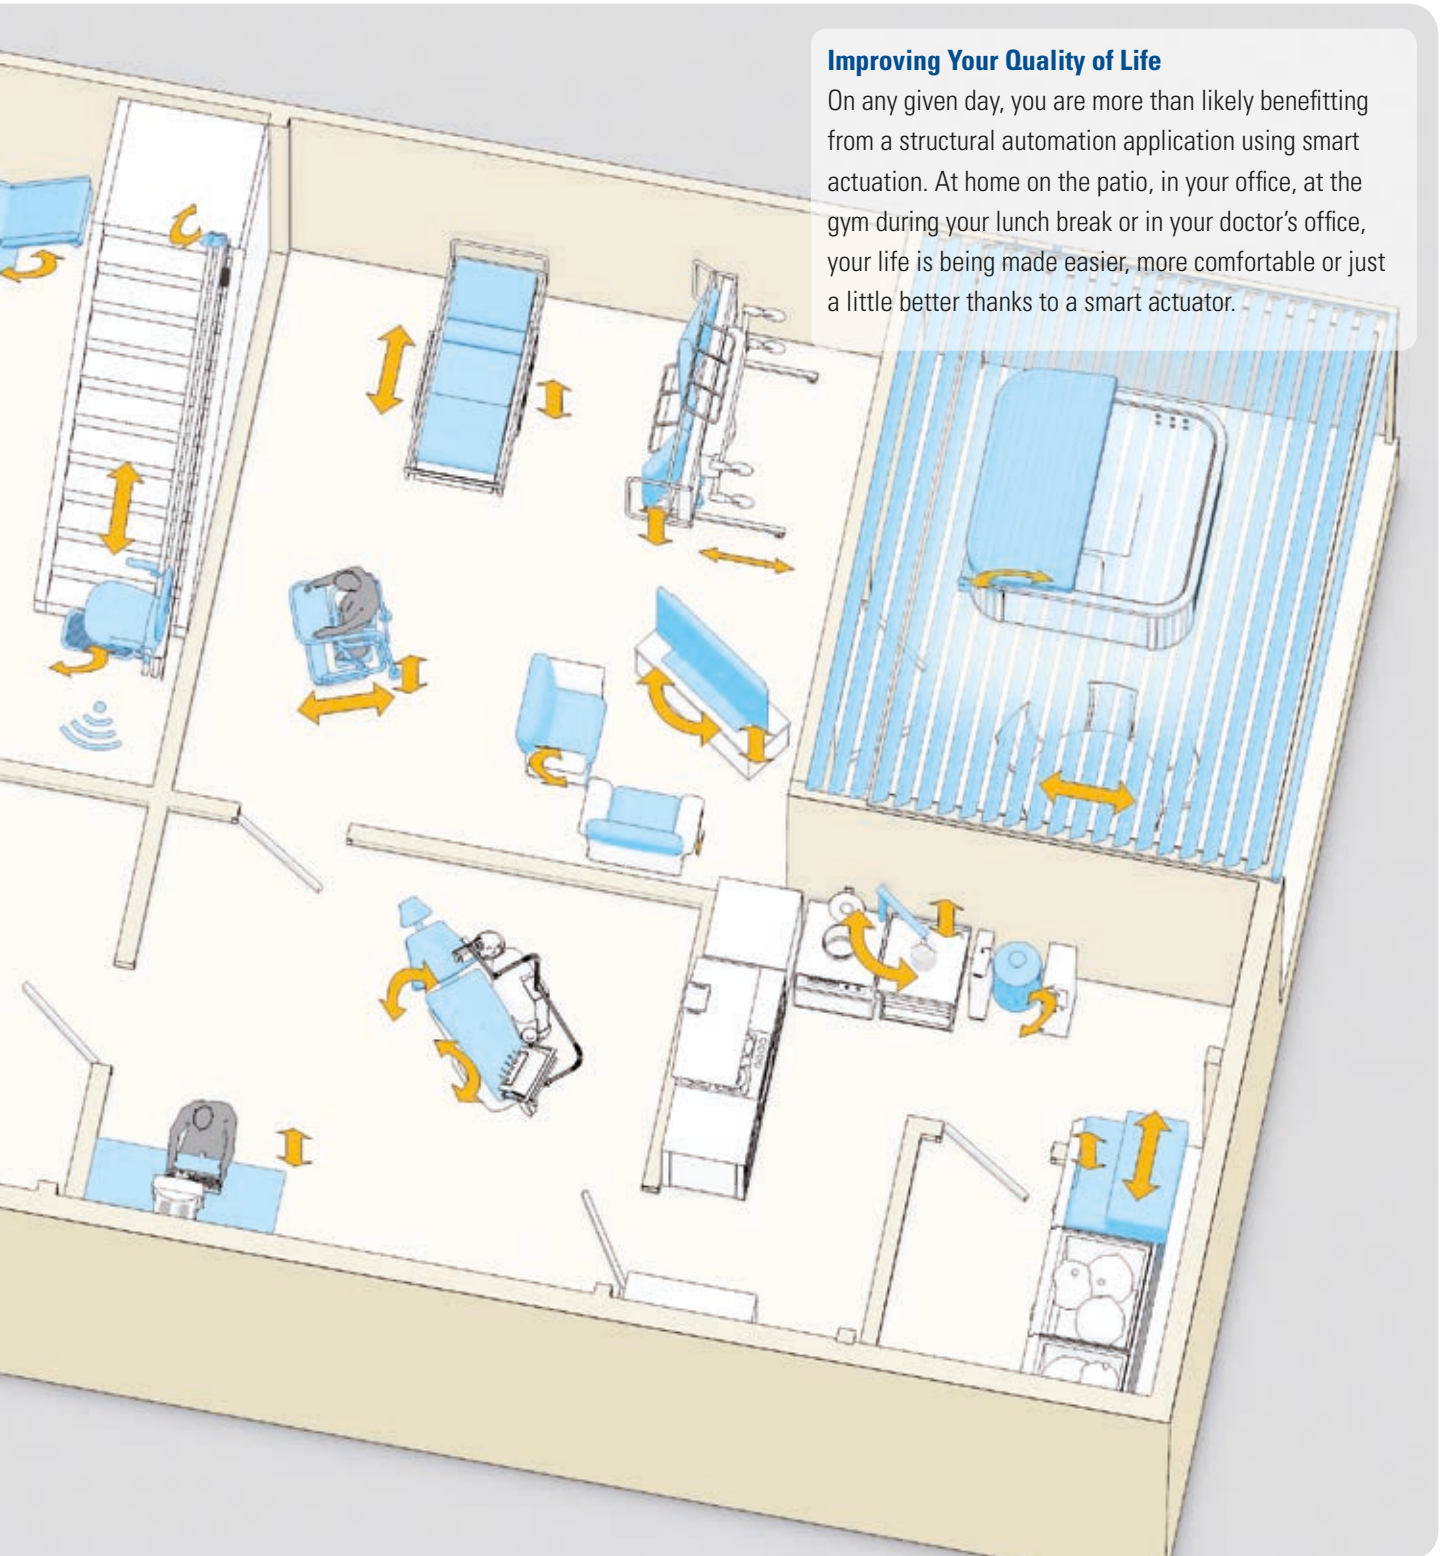 Improving Your Quality of Life
On any given day, you are more than likely benefitting
from a structural automation application using smart
actuation. At home on the patio, in your office, at the
gym during your lunch break or in your doctor’s office,
your life is being made easier, more comfortable or just
a little better thanks to a smart actuator.